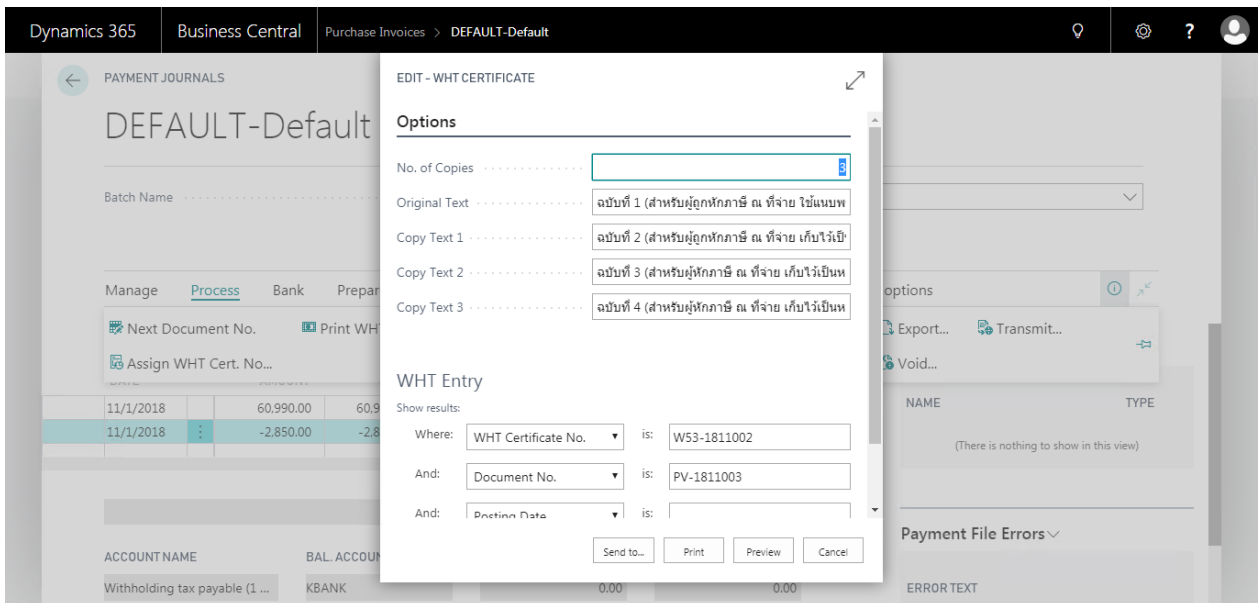 Dynamics 365 Business Central Purchase Invoices > DEFAULT-Default ?
PAYMENT JOURNALS
DEFAULT-Default
Batch Name
Manage Process Bank Prepar
Next Document No. Print WH
Assign WHT Cert. No...
11/1/2018 60,990.00 60,9
11/1/2018 -2,850.00 -2,8
ACCOUNT NAME BAL. ACCOUN
Withholding tax payable (1 ... KBANK 0.00 0.00
EDIT - WHT CERTIFICATE
Options
No. of Copies 3
Original Text ฉบับที่ 1 (สำหรับผู้ถูกหักภาษี ณ ที่จ่าย ใช้แนบพ
Copy Text 1 ฉบับที่ 2 (สำหรับผู้ถูกหักภาษี ณ ที่จ่าย เก็บไว้เป็
Copy Text 2 ฉบับที่ 3 (สำหรับผู้หักภาษี ณ ที่จ่าย เก็บไว้เป็นห
Copy Text 3 ฉบับที่ 4 (สำหรับผู้หักภาษี ณ ที่จ่าย เก็บไว้เป็นห
WHT Entry
Show results:
Where: WHT Certificate No. is: W53-1811002
And: Document No. is: PV-1811003
And: Posting Date is:
Send to... Print Preview Cancel
options
Export... Transmit...
Void...
NAME TYPE
(There is nothing to show in this view)
Payment File Errors
ERROR TEXT